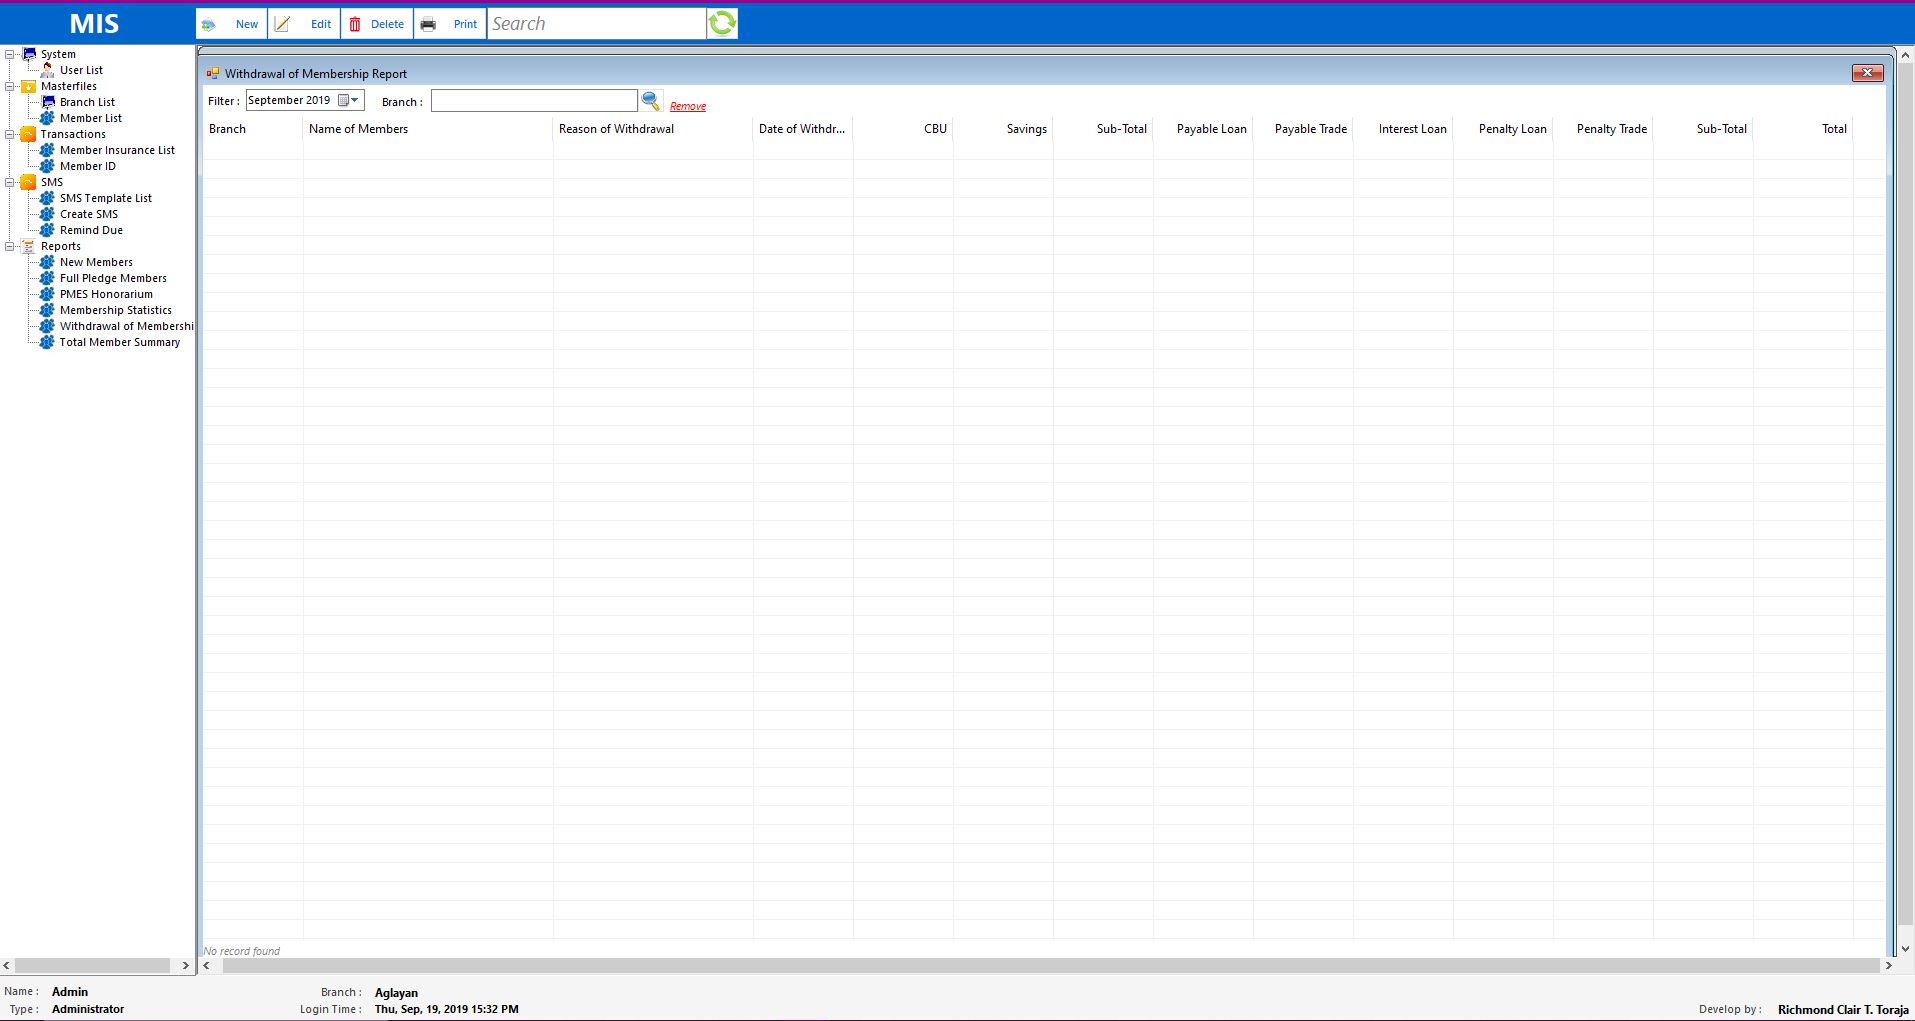 MIS
New Edit Delete Print Search
System
User List
Masterfiles
Branch List
Member List
Transactions
Member Insurance List
Member ID
SMS
SMS Template List
Create SMS
Remind Due
Reports
New Members
Full Pledge Members
PMES Honorarium
Membership Statistics
Withdrawal of Membershi
Total Member Summary
Withdrawal of Membership Report
Filter : September 2019 Branch : Remove
Branch Name of Members Reason of Withdrawal Date of Withdr... CBU Savings Sub-Total Payable Loan Payable Trade Interest Loan Penalty Loan Penalty Trade Sub-Total Total
No record found
Name : Admin Branch : Aglayan
Type : Administrator Login Time : Thu, Sep, 19, 2019 15:32 PM Develop by : Richmond Clair T. Toraja